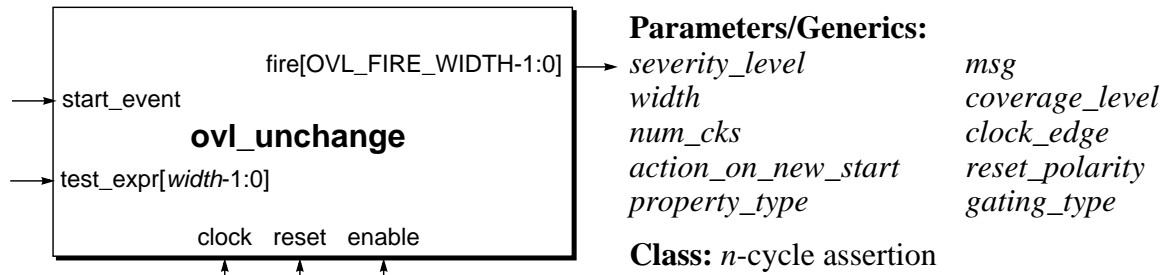 fire[OVL_FIRE_WIDTH-1:0]
start_event
ovl_unchange
test_expr[width-1:0]
clock reset enable
Parameters/Generics:
severity_level msg
width coverage_level
num_cks clock_edge
action_on_new_start reset_polarity
property_type gating_type
Class: n-cycle assertion